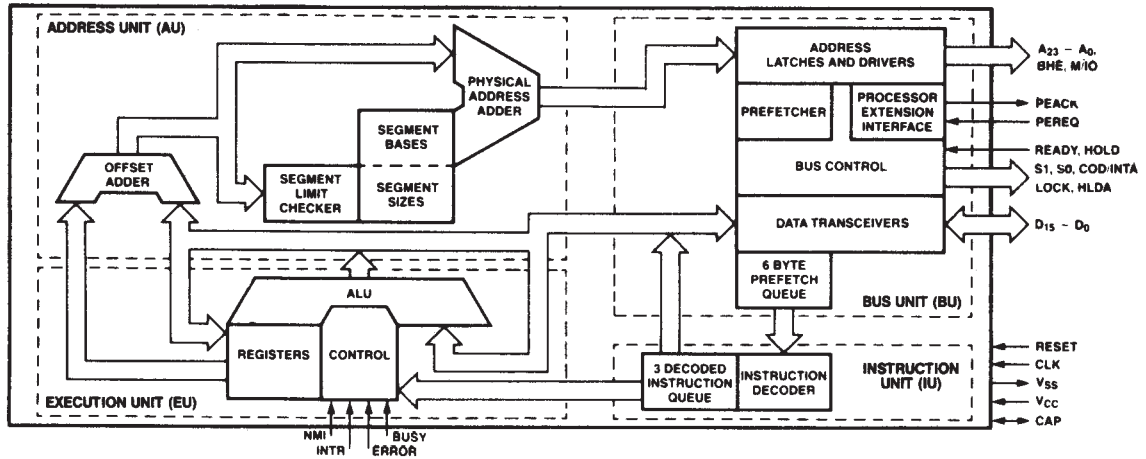 ADDRESS UNIT (AU)
OFFSET
ADDER
SEGMENT
LIMIT
CHECKER
SEGMENT
BASES
SEGMENT
SIZES
PHYSICAL
ADDRESS
ADDER
ADDRESS
LATCHES AND DRIVERS
PREFETCHER
PROCESSOR
EXTENSION
INTERFACE
BUS CONTROL
DATA TRANSCEIVERS
6 BYTE
PREFETCH
QUEUE
BUS UNIT (BU)
A23 – A0,
BHE, M/IO
PEACK
PEREQ
READY, HOLD
S1, S0, COD/INTA
LOCK, HLDA
D15 – D0
ALU
REGISTERS
CONTROL
EXECUTION UNIT (EU)
NMI
INTR
BUSY
ERROR
3 DECODED
INSTRUCTION
QUEUE
INSTRUCTION
DECODER
INSTRUCTION
UNIT (IU)
RESET
CLK
VSS
VCC
CAP